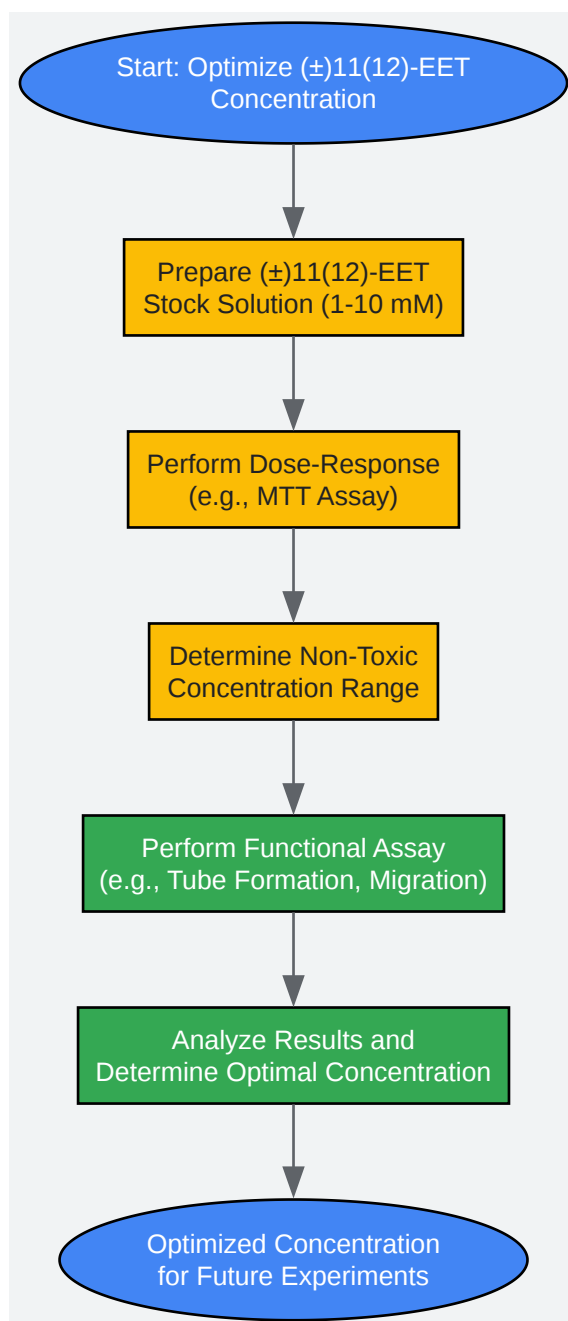 Start: Optimize (±)11(12)-EET
Concentration
Prepare (±)11(12)-EET
Stock Solution (1-10 mM)
Perform Dose-Response
(e.g., MTT Assay)
Determine Non-Toxic
Concentration Range
Perform Functional Assay
(e.g., Tube Formation, Migration)
Analyze Results and
Determine Optimal Concentration
Optimized Concentration
for Future Experiments